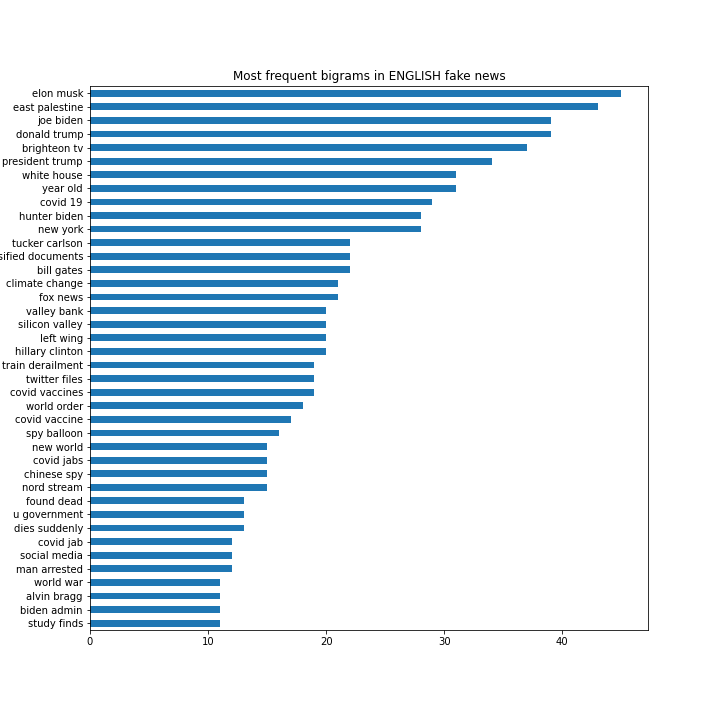 Most frequent bigrams in ENGLISH fake news
elon musk
east palestine
joe biden
donald trump
brighteon tv
president trump
white house
year old
covid 19
hunter biden
new york
tucker carlson
sified documents
bill gates
climate change
fox news
valley bank
silicon valley
left wing
hillary clinton
train derailment
twitter files
covid vaccines
world order
covid vaccine
spy balloon
new world
covid jabs
chinese spy
nord stream
found dead
u government
dies suddenly
covid jab
social media
man arrested
world war
alvin bragg
biden admin
study finds
0 10 20 30 40